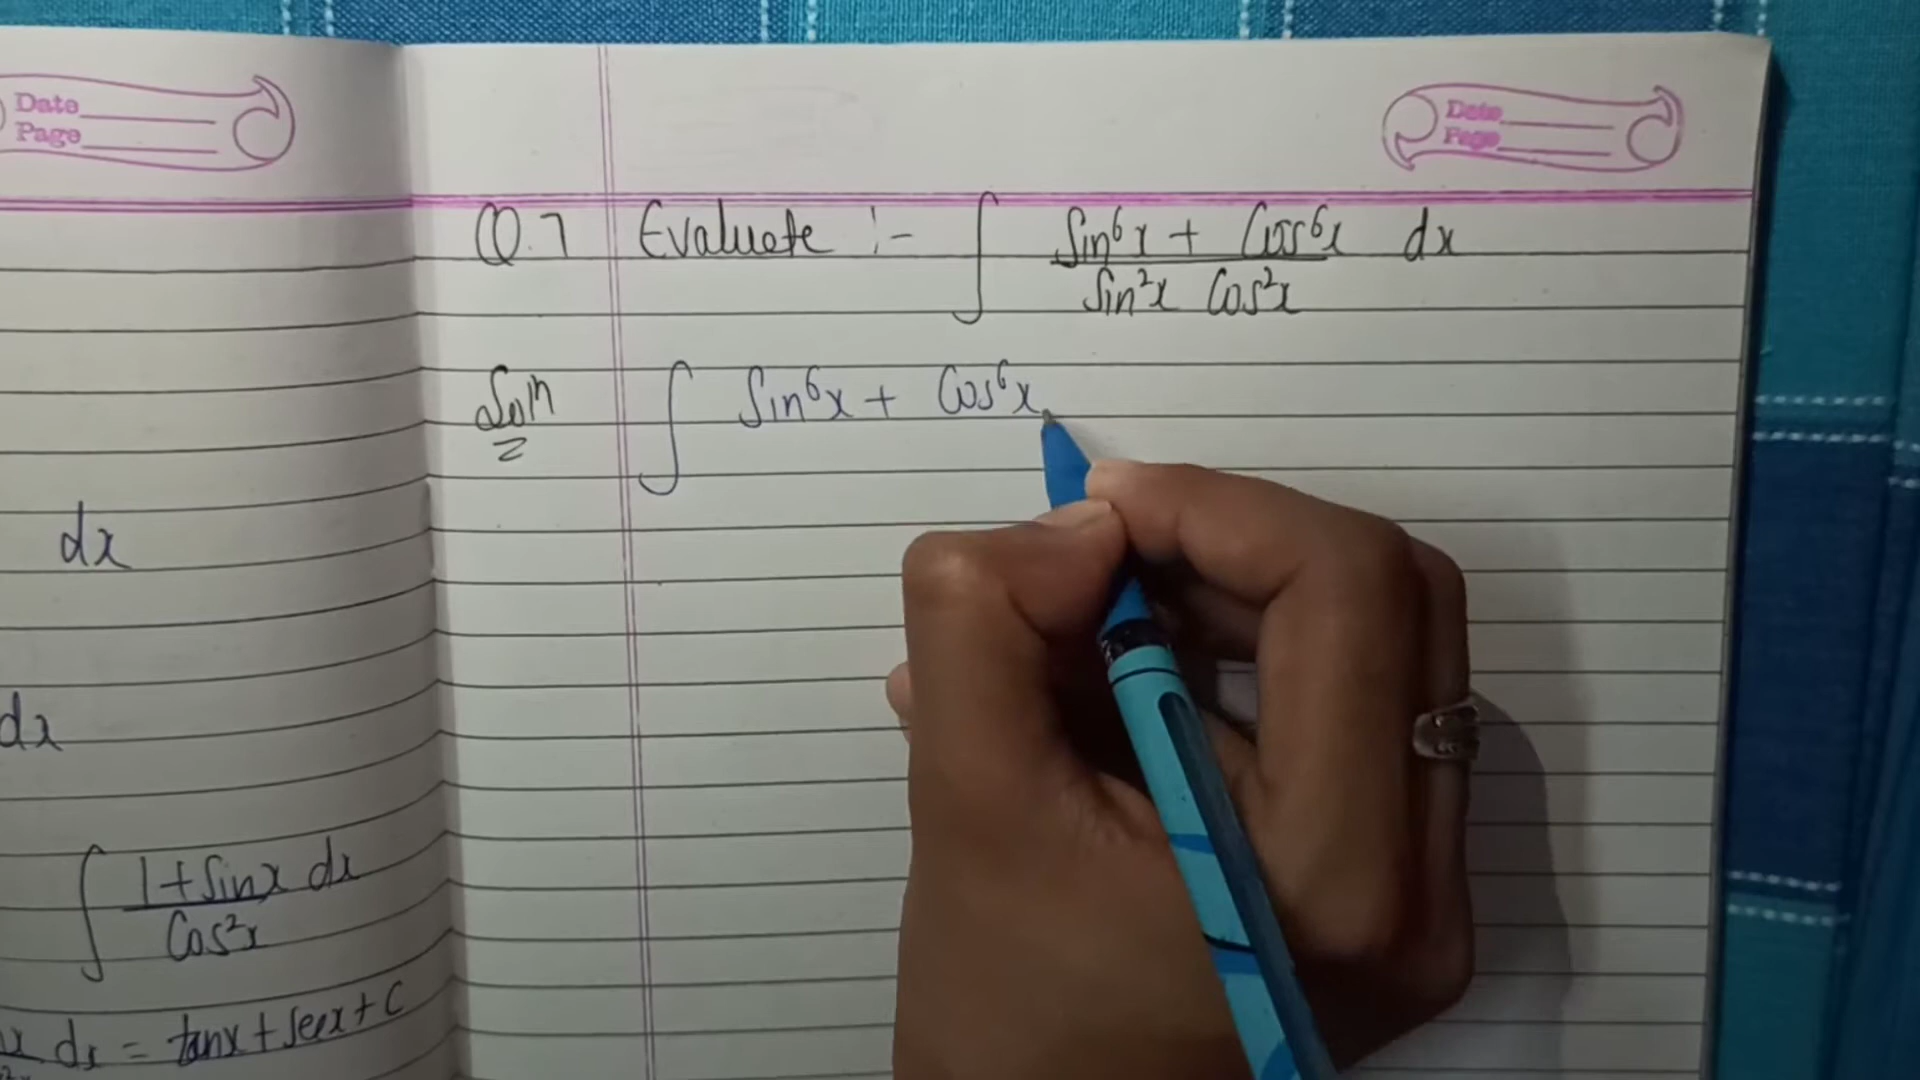 Date
Page
dx
dx
∫ 1+Sinx dx
Cos²x
x dx = tanx + secx + C
Date
Page
Q.7 Evaluate :- ∫ Sin⁶x + Cos⁶x dx
Sin²x Cos²x
Soln ∫ Sin⁶x + Cos⁶x